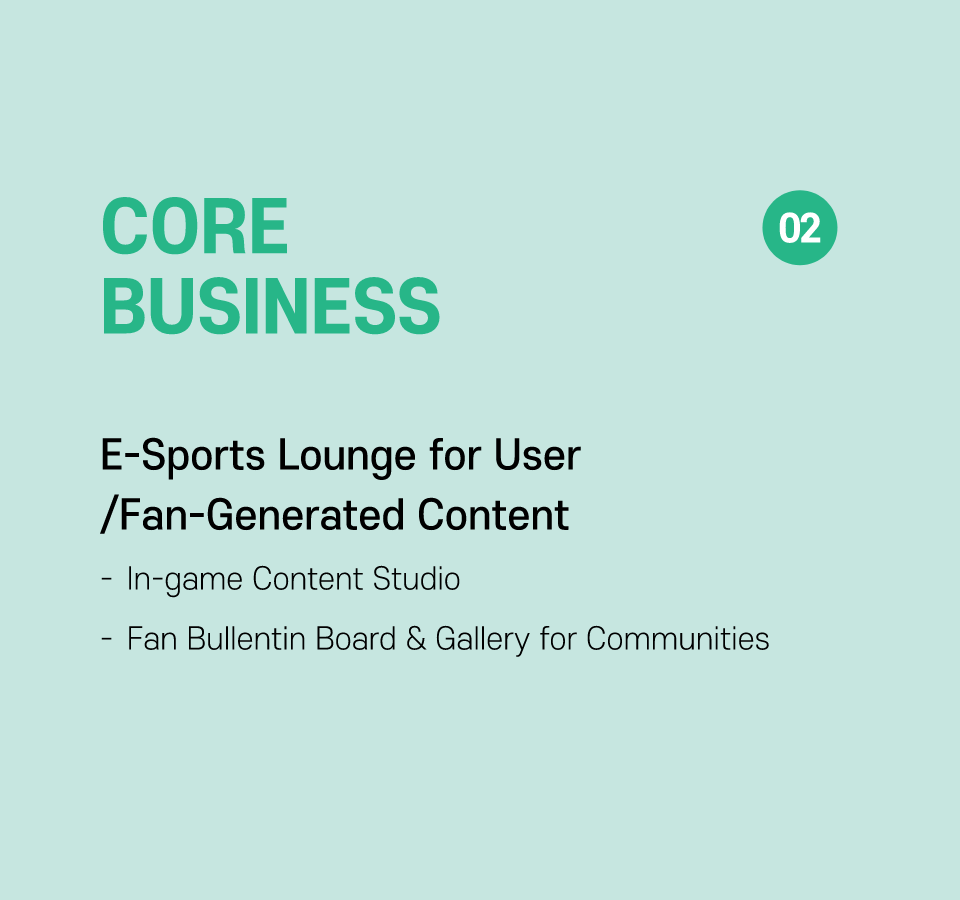 CORE
BUSINESS
02
E-Sports Lounge for User
/Fan-Generated Content
- In-game Content Studio
- Fan Bullentin Board & Gallery for Communities